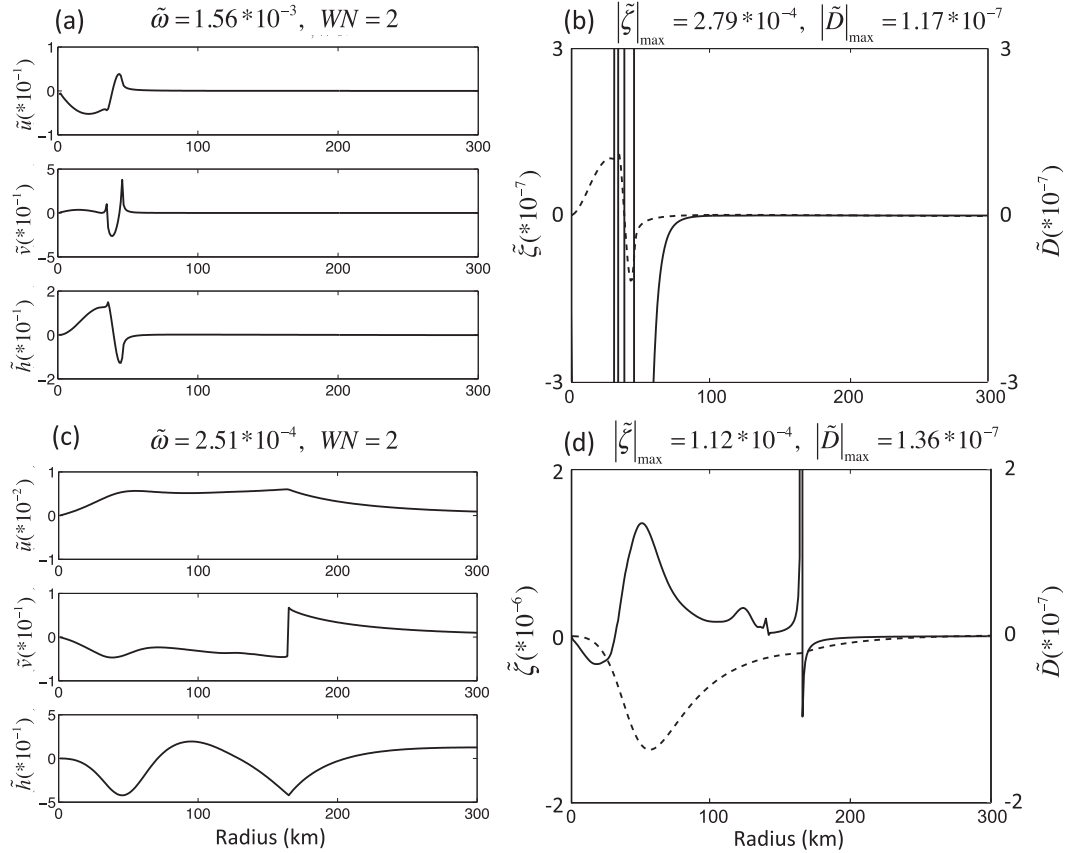 (a) ω̃ = 1.56*10⁻³, WN = 2
ũ(*10⁻¹)
1
0
-1
0 100 200 300
ṽ(*10⁻¹)
5
0
-5
0 100 200 300
h̃(*10⁻¹)
2
0
-2
0 100 200 300
(b) |ζ̃|max = 2.79*10⁻⁴, |D̃|max = 1.17*10⁻⁷
ζ̃(*10⁻⁷)
3
0
-3
3
0
-3
D̃(*10⁻⁷)
0 100 200 300
(c) ω̃ = 2.51*10⁻⁴, WN = 2
ũ(*10⁻²)
1
0
-1
0 100 200 300
ṽ(*10⁻¹)
1
0
-1
0 100 200 300
h̃(*10⁻¹)
5
0
-5
0 100 200 300
Radius (km)
(d) |ζ̃|max = 1.12*10⁻⁴, |D̃|max = 1.36*10⁻⁷
ζ̃(*10⁻⁶)
2
0
-2
2
0
-2
D̃(*10⁻⁷)
0 100 200 300
Radius (km)